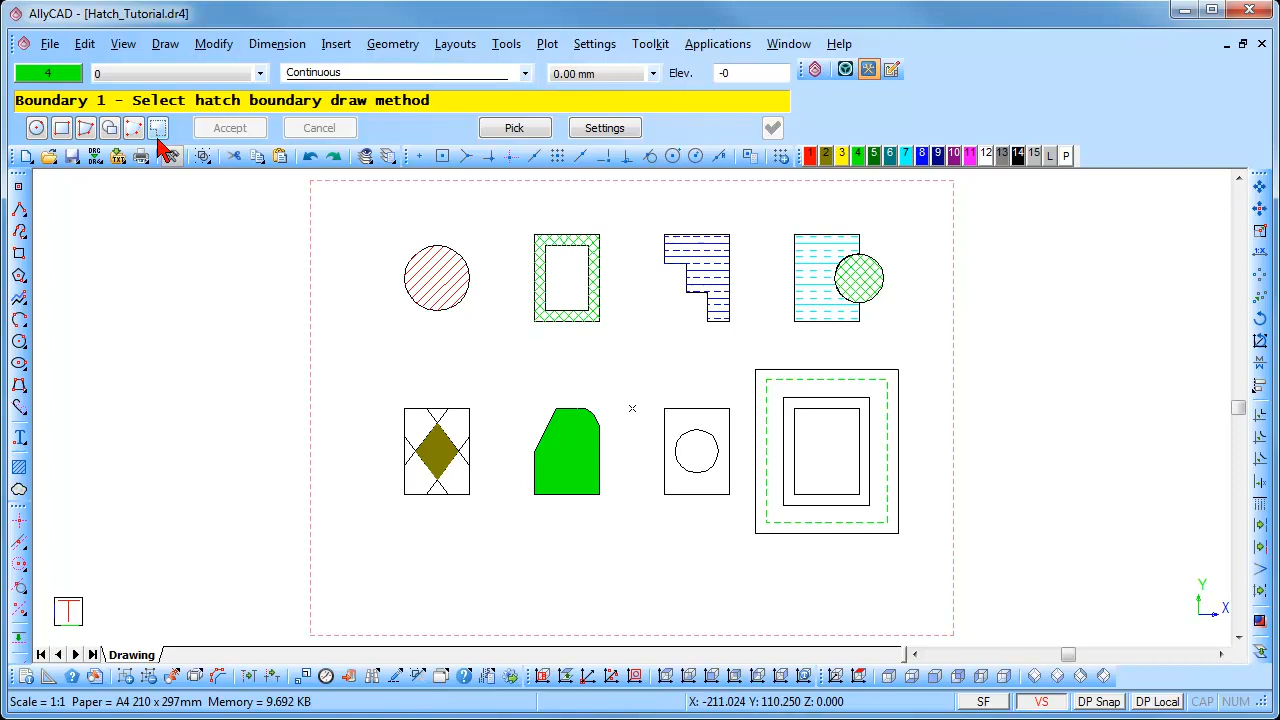 AllyCAD - [Hatch_Tutorial.dr4]
File Edit View Draw Modify Dimension Insert Geometry Layouts Tools Plot Settings Toolkit Applications Window Help
4 0 Continuous 0.00 mm Elev. -0
Boundary 1 - Select hatch boundary draw method
Accept Cancel Pick Settings
1 2 3 4 5 6 7 8 9 10 11 12 13 14 15 L P
T
Y
X
Drawing
Scale = 1:1 Paper = A4 210 x 297mm Memory = 9.692 KB X: -211.024 Y: 110.250 Z: 0.000 SF VS DP Snap DP Local CAP NUM